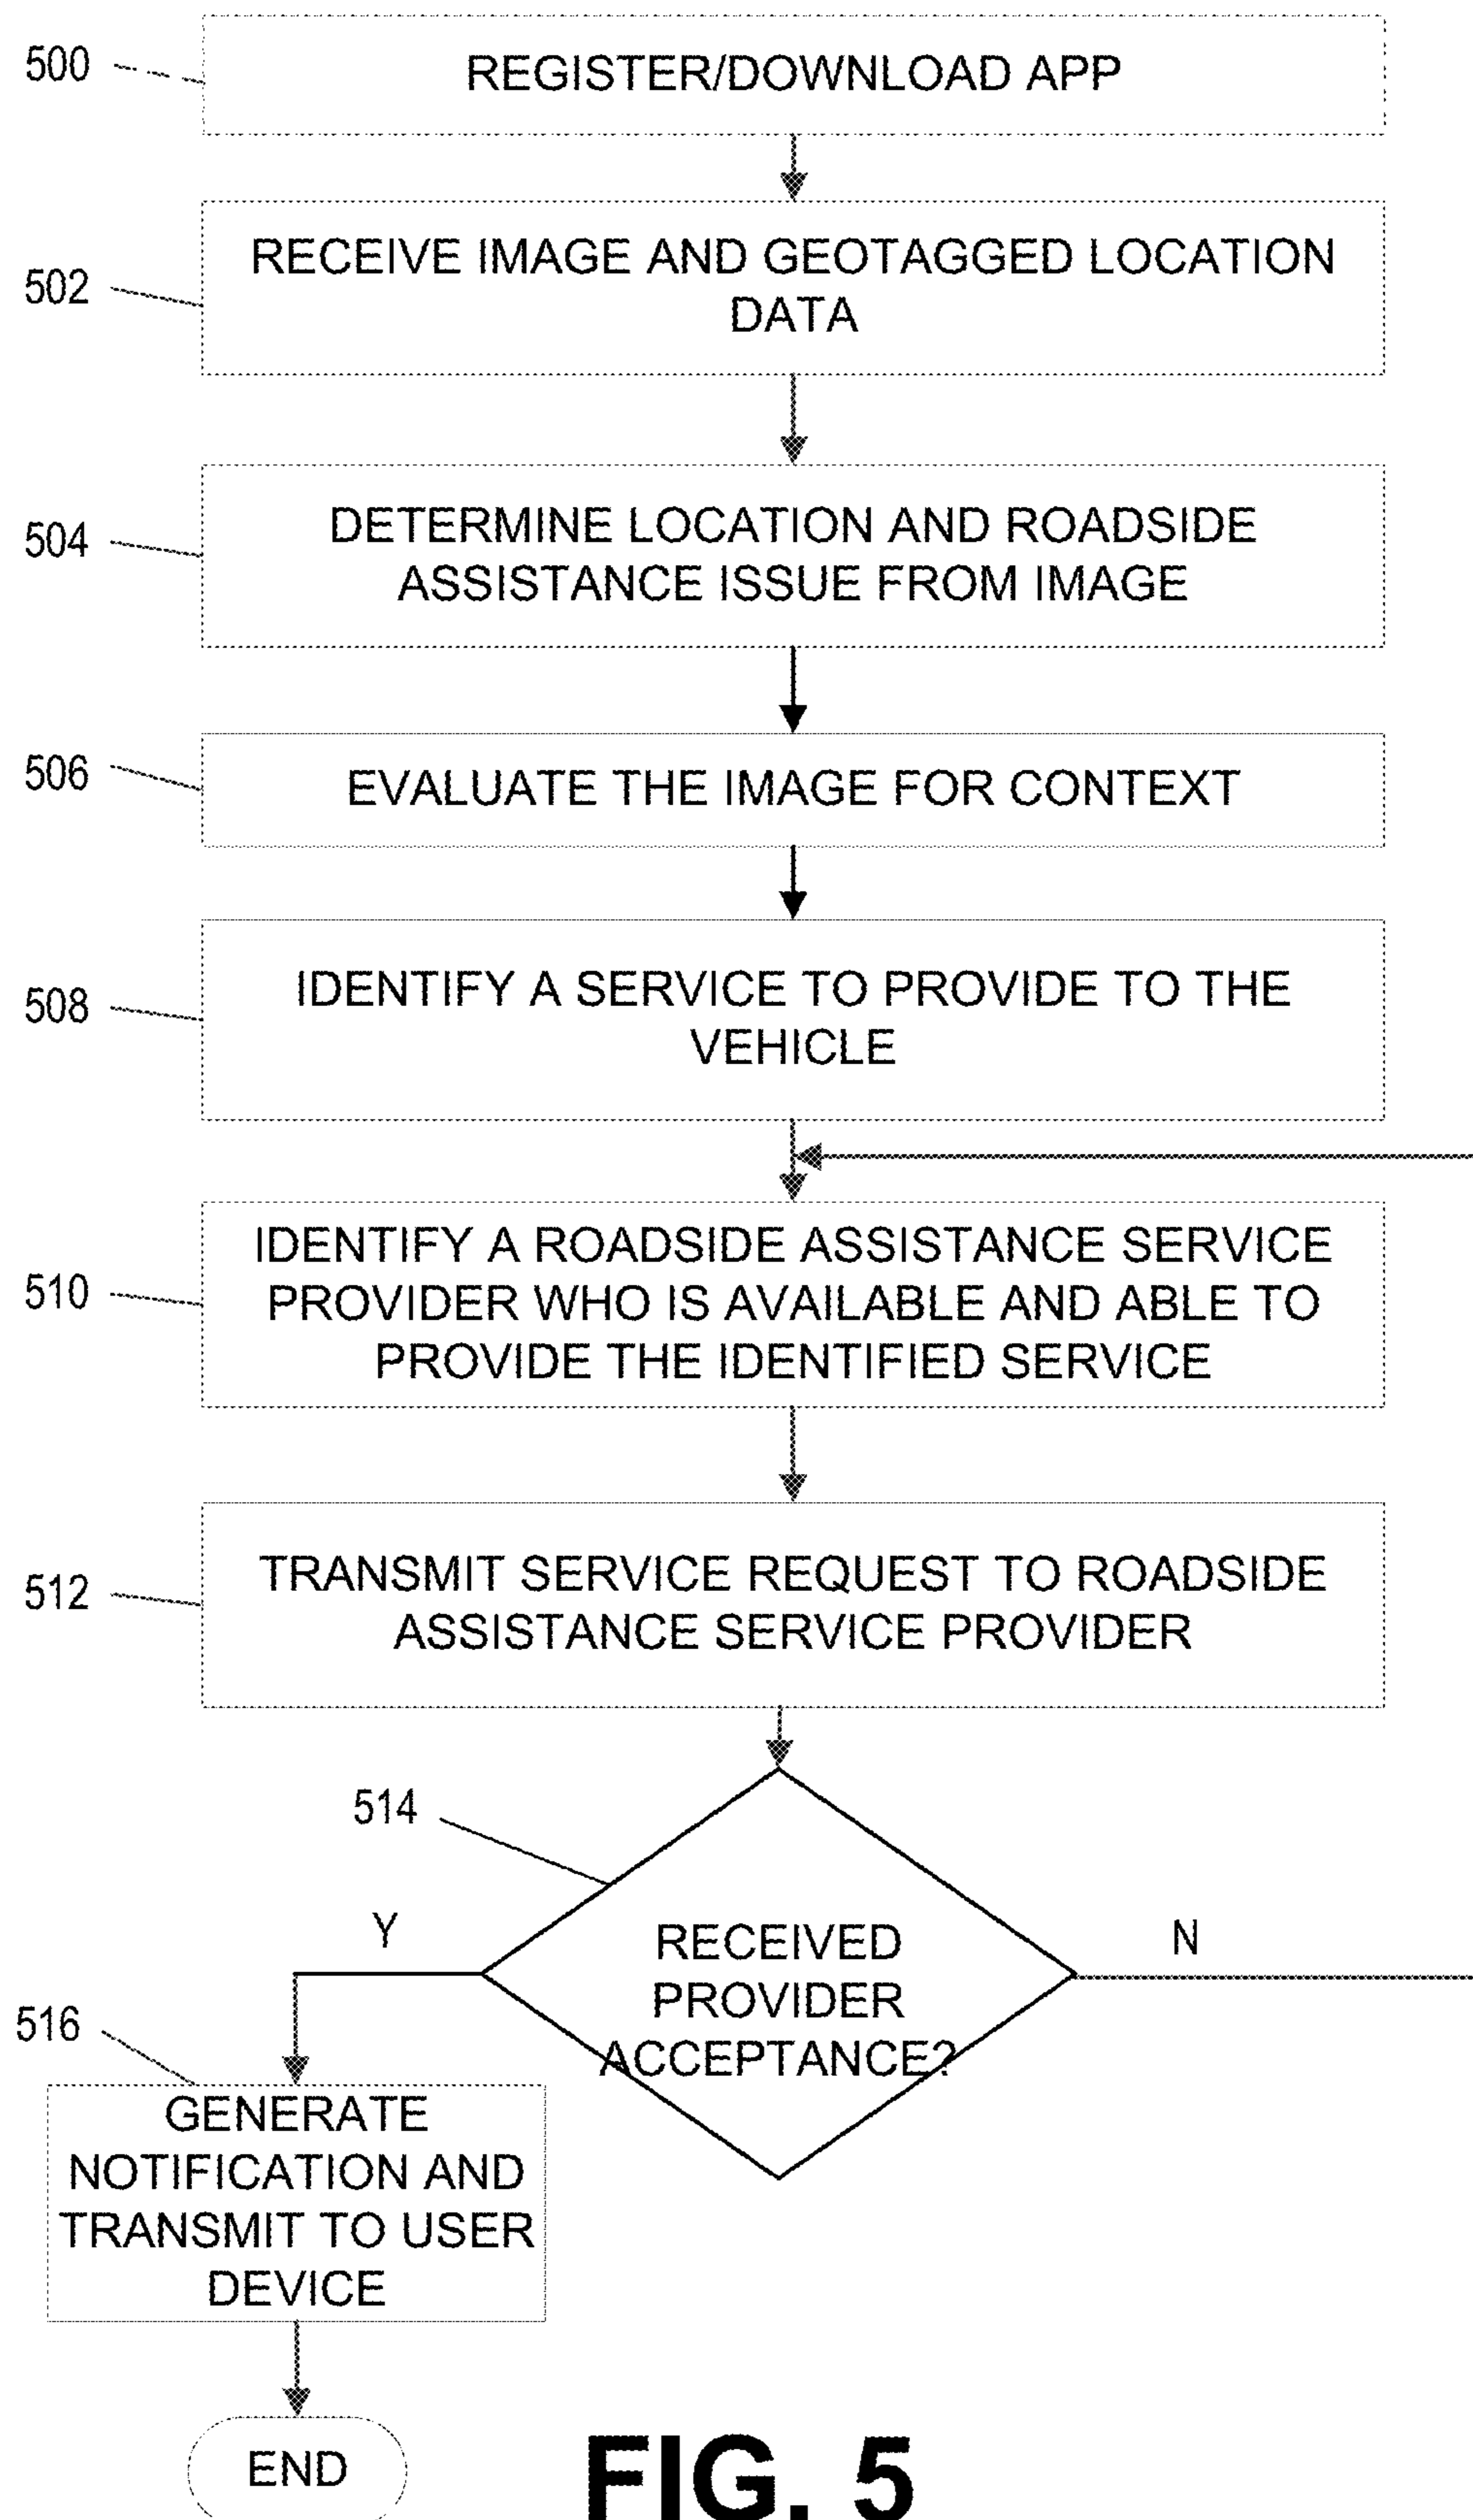 500
REGISTER/DOWNLOAD APP
502
RECEIVE IMAGE AND GEOTAGGED LOCATION
DATA
504
DETERMINE LOCATION AND ROADSIDE
ASSISTANCE ISSUE FROM IMAGE
506
EVALUATE THE IMAGE FOR CONTEXT
508
IDENTIFY A SERVICE TO PROVIDE TO THE
VEHICLE
510
IDENTIFY A ROADSIDE ASSISTANCE SERVICE
PROVIDER WHO IS AVAILABLE AND ABLE TO
PROVIDE THE IDENTIFIED SERVICE
512
TRANSMIT SERVICE REQUEST TO ROADSIDE
ASSISTANCE SERVICE PROVIDER
514
Y
RECEIVED
PROVIDER
ACCEPTANCE?
N
516
GENERATE
NOTIFICATION AND
TRANSMIT TO USER
DEVICE
END
FIG. 5